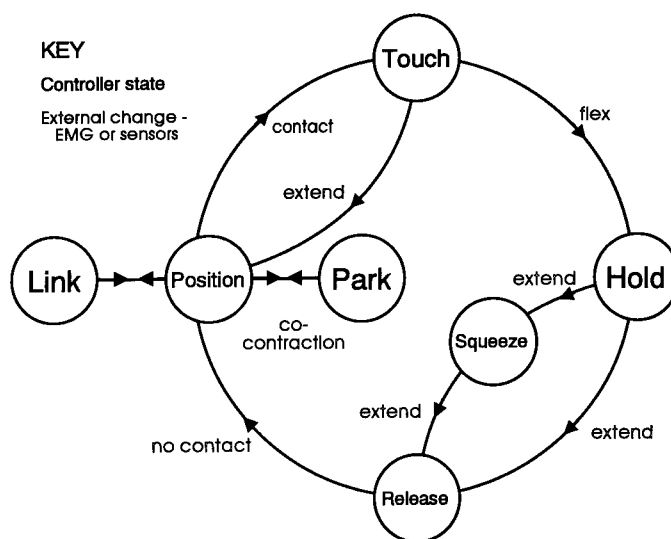 KEY
Controller state
External change -
EMG or sensors
Touch
contact
flex
extend
Link
Position
Park
Hold
co-
contraction
extend
Squeeze
extend
extend
no contact
Release